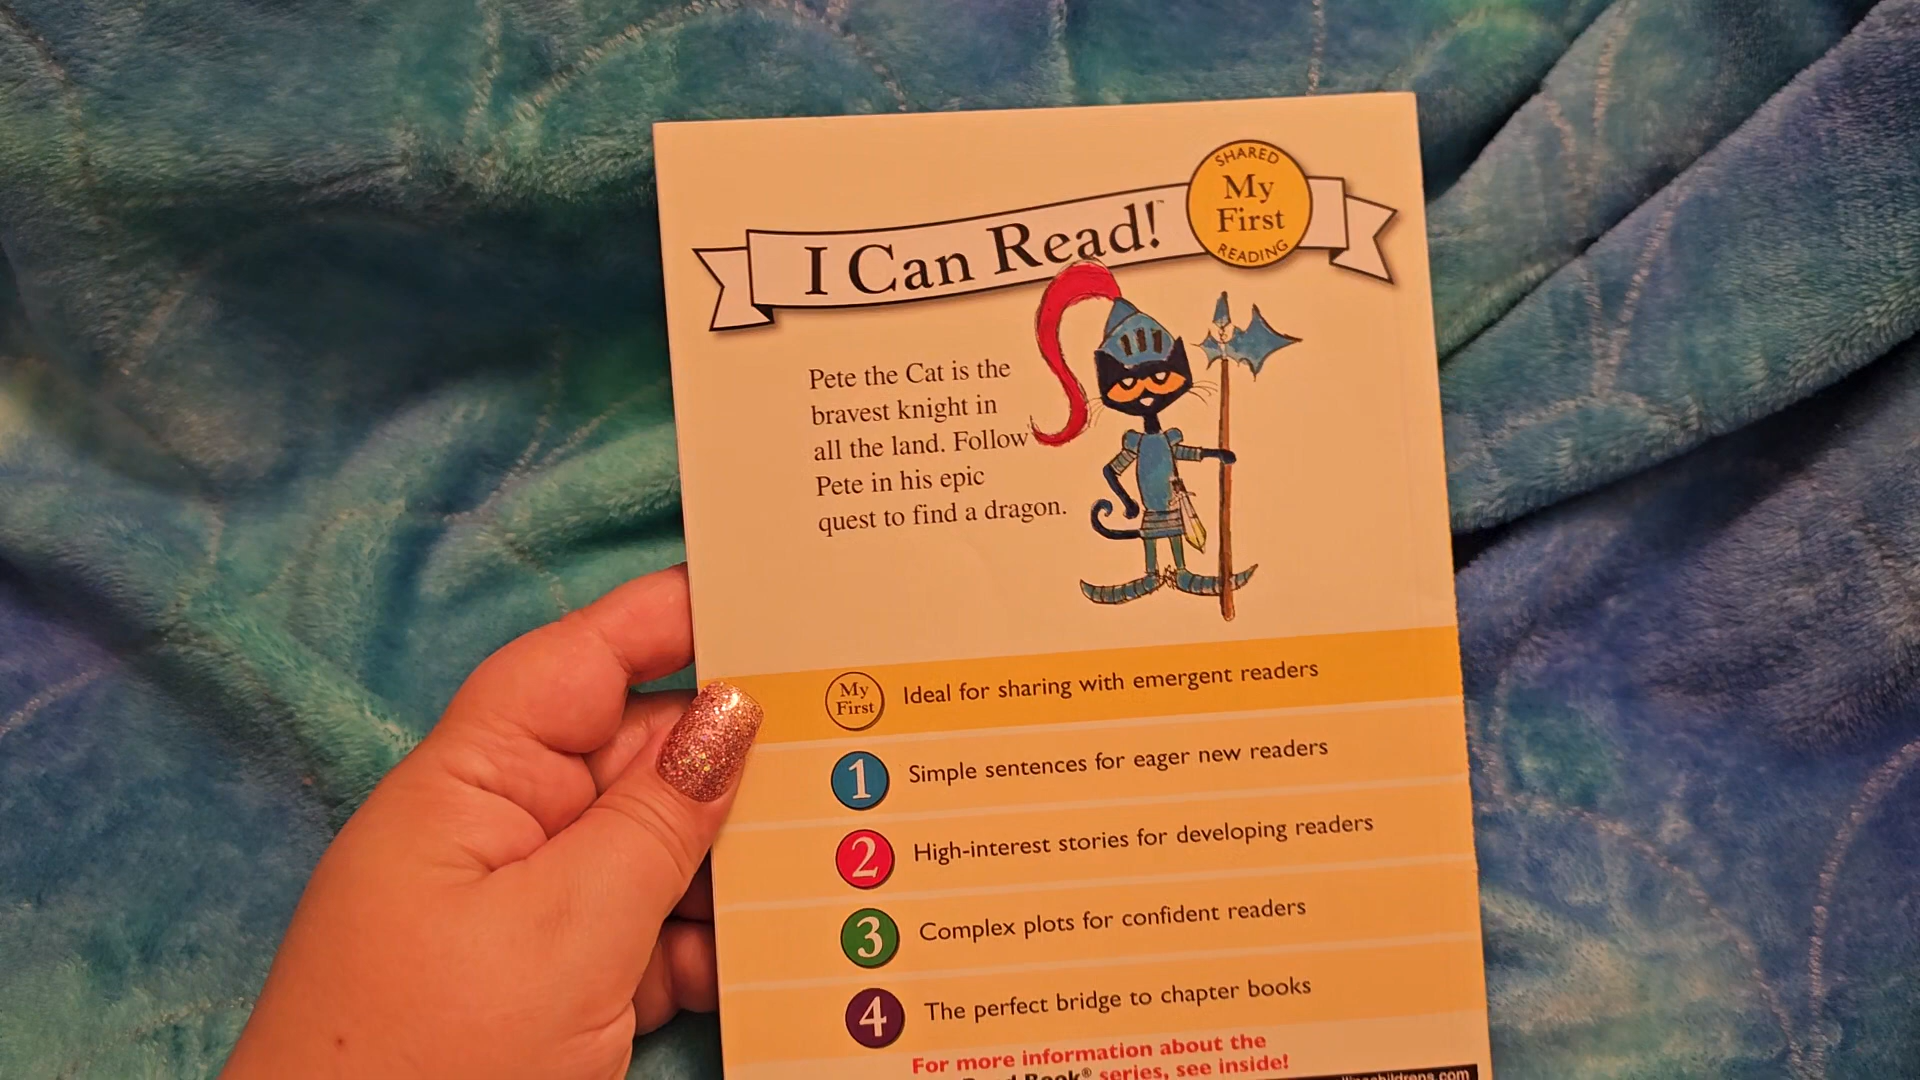 I Can Read!™
SHARED
My
First
READING
Pete the Cat is the
bravest knight in
all the land. Follow
Pete in his epic
quest to find a dragon.
My
First
Ideal for sharing with emergent readers
1
Simple sentences for eager new readers
2
High-interest stories for developing readers
3
Complex plots for confident readers
4
The perfect bridge to chapter books
For more information about the
Read Book® series, see inside!